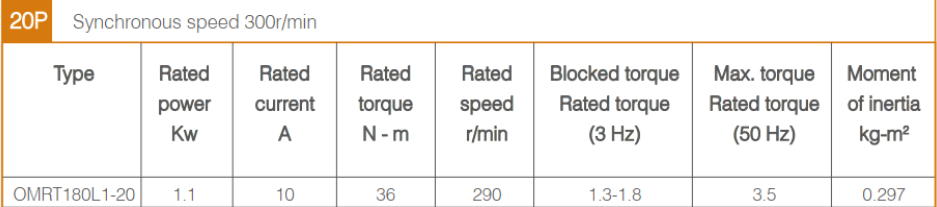 20P Synchronous speed 300r/min
Type Rated power Kw Rated current A Rated torque N - m Rated speed r/min Blocked torque Rated torque (3 Hz) Max. torque Rated torque (50 Hz) Moment of inertia kg-m²
OMRT180L1-20 1.1 10 36 290 1.3-1.8 3.5 0.297